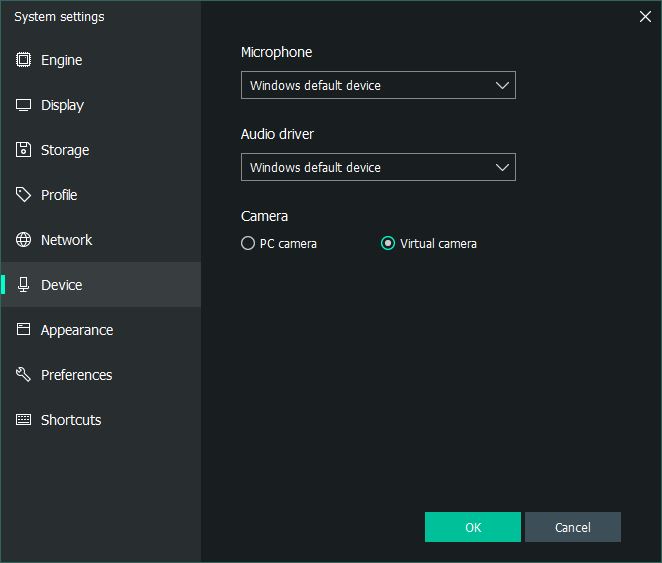 System settings
Engine
Display
Storage
Profile
Network
Device
Appearance
Preferences
Shortcuts
Microphone
Windows default device
Audio driver
Windows default device
Camera
PC camera Virtual camera
OK Cancel